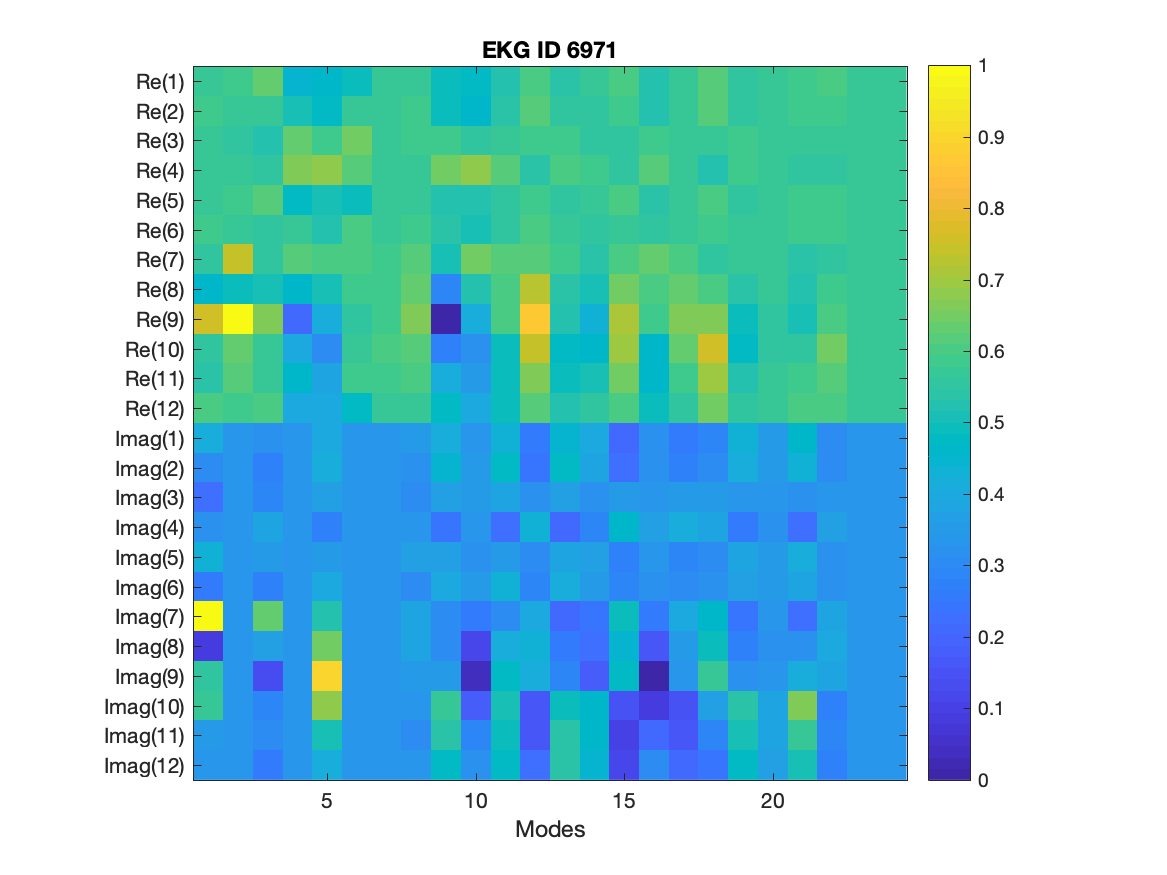 EKG ID 6971
Re(1)
Re(2)
Re(3)
Re(4)
Re(5)
Re(6)
Re(7)
Re(8)
Re(9)
Re(10)
Re(11)
Re(12)
Imag(1)
Imag(2)
Imag(3)
Imag(4)
Imag(5)
Imag(6)
Imag(7)
Imag(8)
Imag(9)
Imag(10)
Imag(11)
Imag(12)
5 10 15 20
Modes
1
0.9
0.8
0.7
0.6
0.5
0.4
0.3
0.2
0.1
0